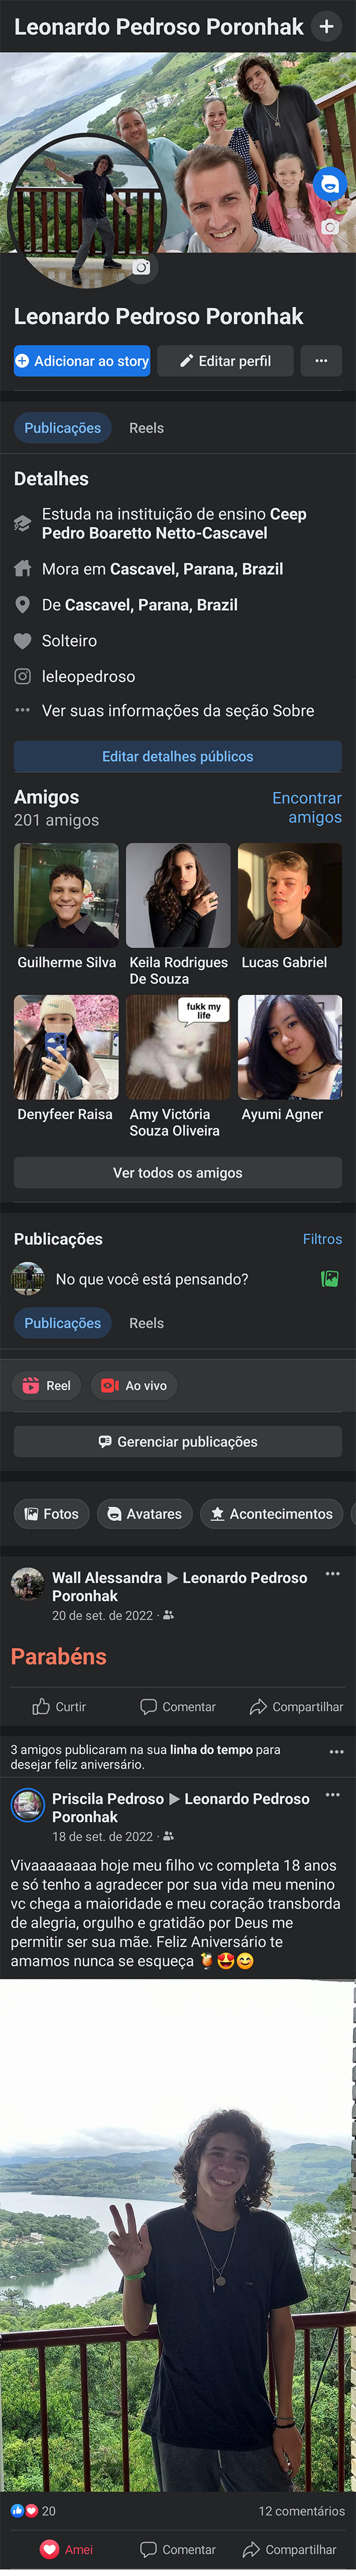 Leonardo Pedroso Poronhak
Leonardo Pedroso Poronhak
Adicionar ao story
Editar perfil
Publicações
Reels
Detalhes
Estuda na instituição de ensino Ceep
Pedro Boaretto Netto-Cascavel
Mora em Cascavel, Parana, Brazil
De Cascavel, Parana, Brazil
Solteiro
leleopedroso
Ver suas informações da seção Sobre
Editar detalhes públicos
Amigos
201 amigos
Encontrar
amigos
Guilherme Silva
Keila Rodrigues
De Souza
Lucas Gabriel
fukk my
life
Denyfeer Raisa
Amy Victória
Souza Oliveira
Ayumi Agner
Ver todos os amigos
Publicações
Filtros
No que você está pensando?
Publicações
Reels
Reel
Ao vivo
Gerenciar publicações
Fotos
Avatares
Acontecimentos
Wall Alessandra ▶ Leonardo Pedroso
Poronhak
20 de set. de 2022 ·
Parabéns
Curtir
Comentar
Compartilhar
3 amigos publicaram na sua linha do tempo para
desejar feliz aniversário.
Priscila Pedroso ▶ Leonardo Pedroso
Poronhak
18 de set. de 2022 ·
Vivaaaaaaaa hoje meu filho vc completa 18 anos
e só tenho a agradecer por sua vida meu menino
vc chega a maioridade e meu coração transborda
de alegria, orgulho e gratidão por Deus me
permitir ser sua mãe. Feliz Aniversário te
amamos nunca se esqueça 🍹🤩😊
20
12 comentários
Amei
Comentar
Compartilhar